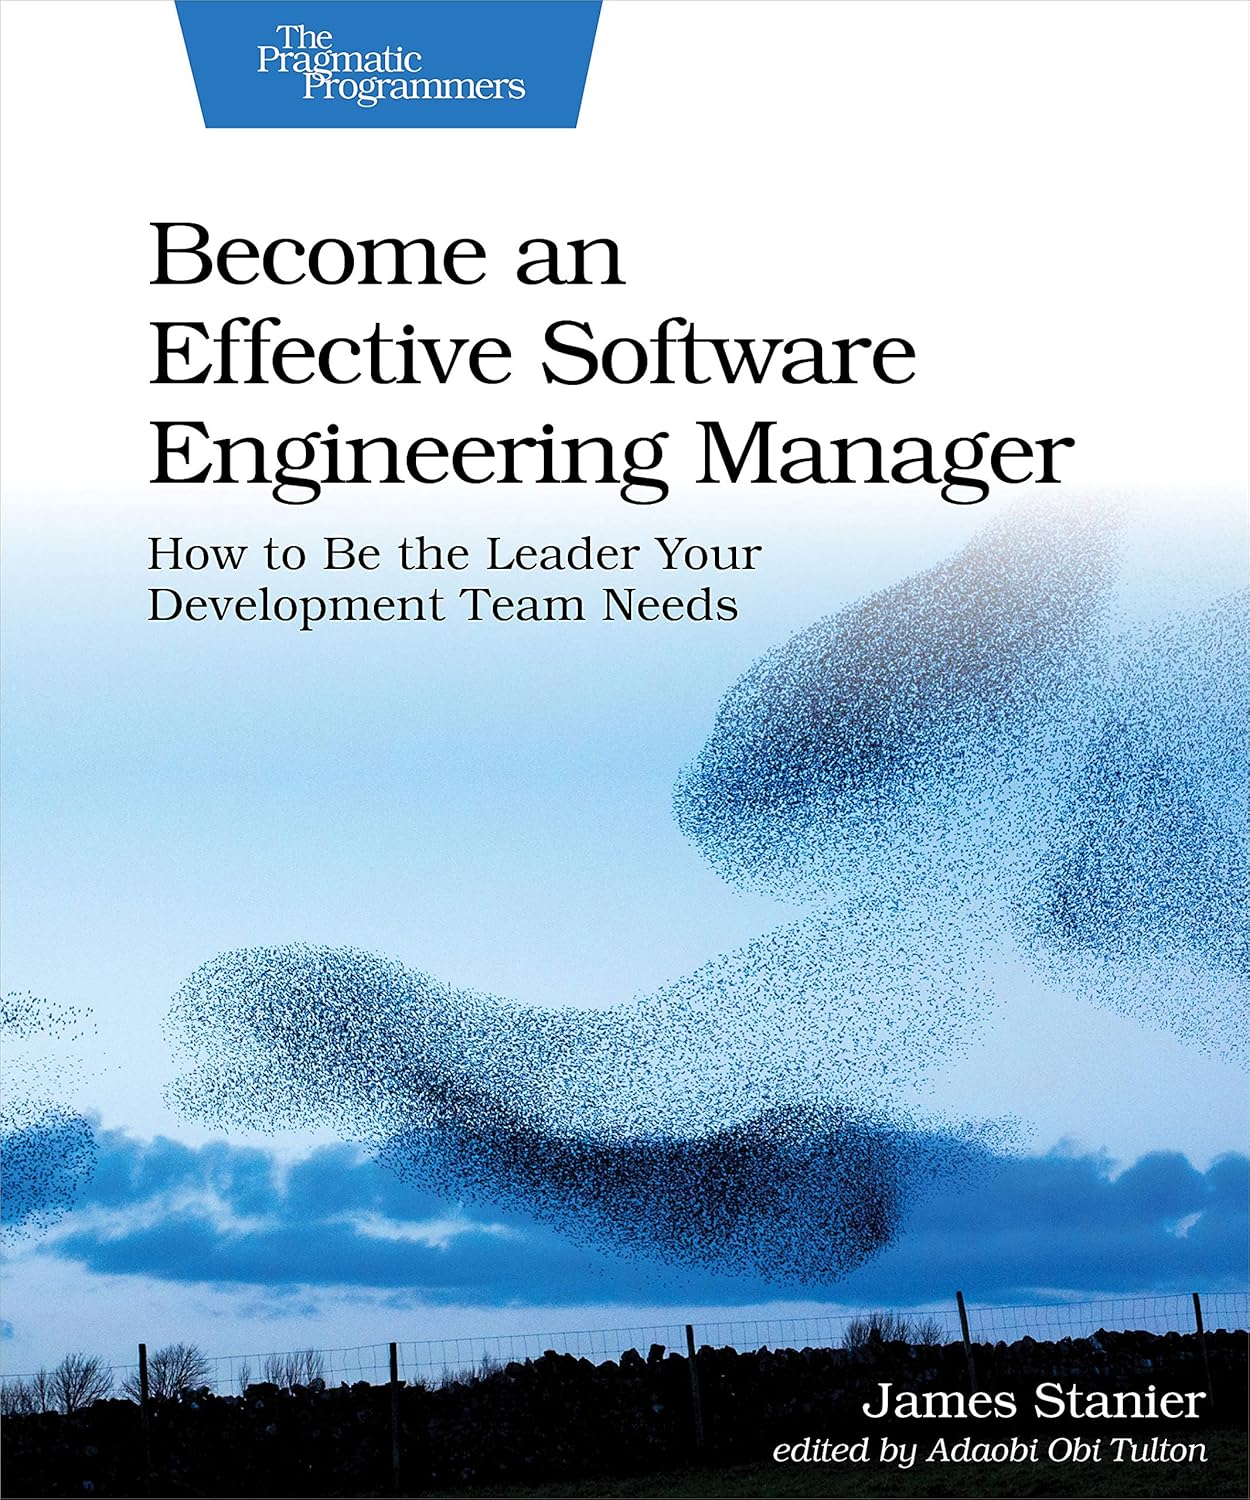 The
Pragmatic
Programmers
Become an
Effective Software
Engineering Manager
How to Be the Leader Your
Development Team Needs
James Stanier
edited by Adaobi Obi Tulton